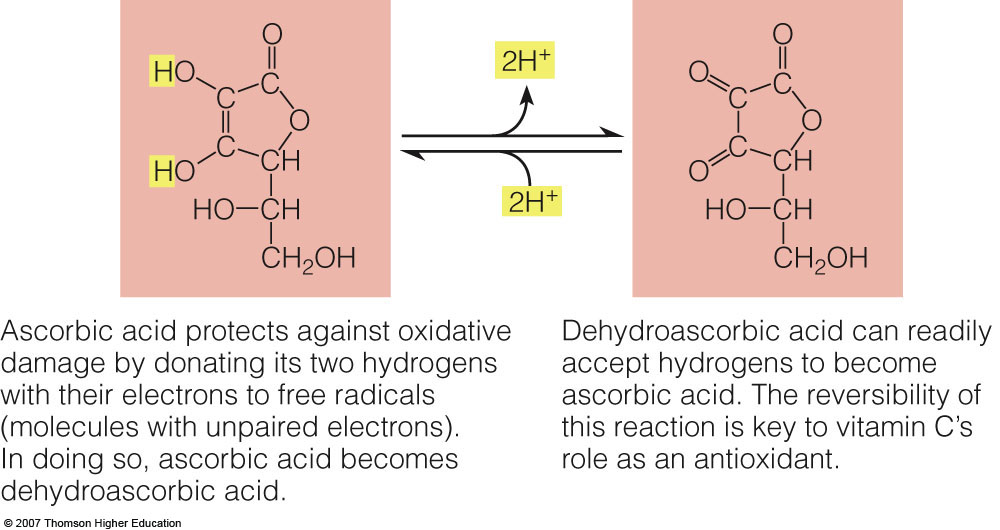 O
HO
C
C
O
C
HO
CH
HO—CH
CH₂OH
2H⁺
2H⁺
O
O
C
C
O
C
O
CH
HO—CH
CH₂OH
Ascorbic acid protects against oxidative
damage by donating its two hydrogens
with their electrons to free radicals
(molecules with unpaired electrons).
In doing so, ascorbic acid becomes
dehydroascorbic acid.
Dehydroascorbic acid can readily
accept hydrogens to become
ascorbic acid. The reversibility of
this reaction is key to vitamin C’s
role as an antioxidant.
© 2007 Thomson Higher Education